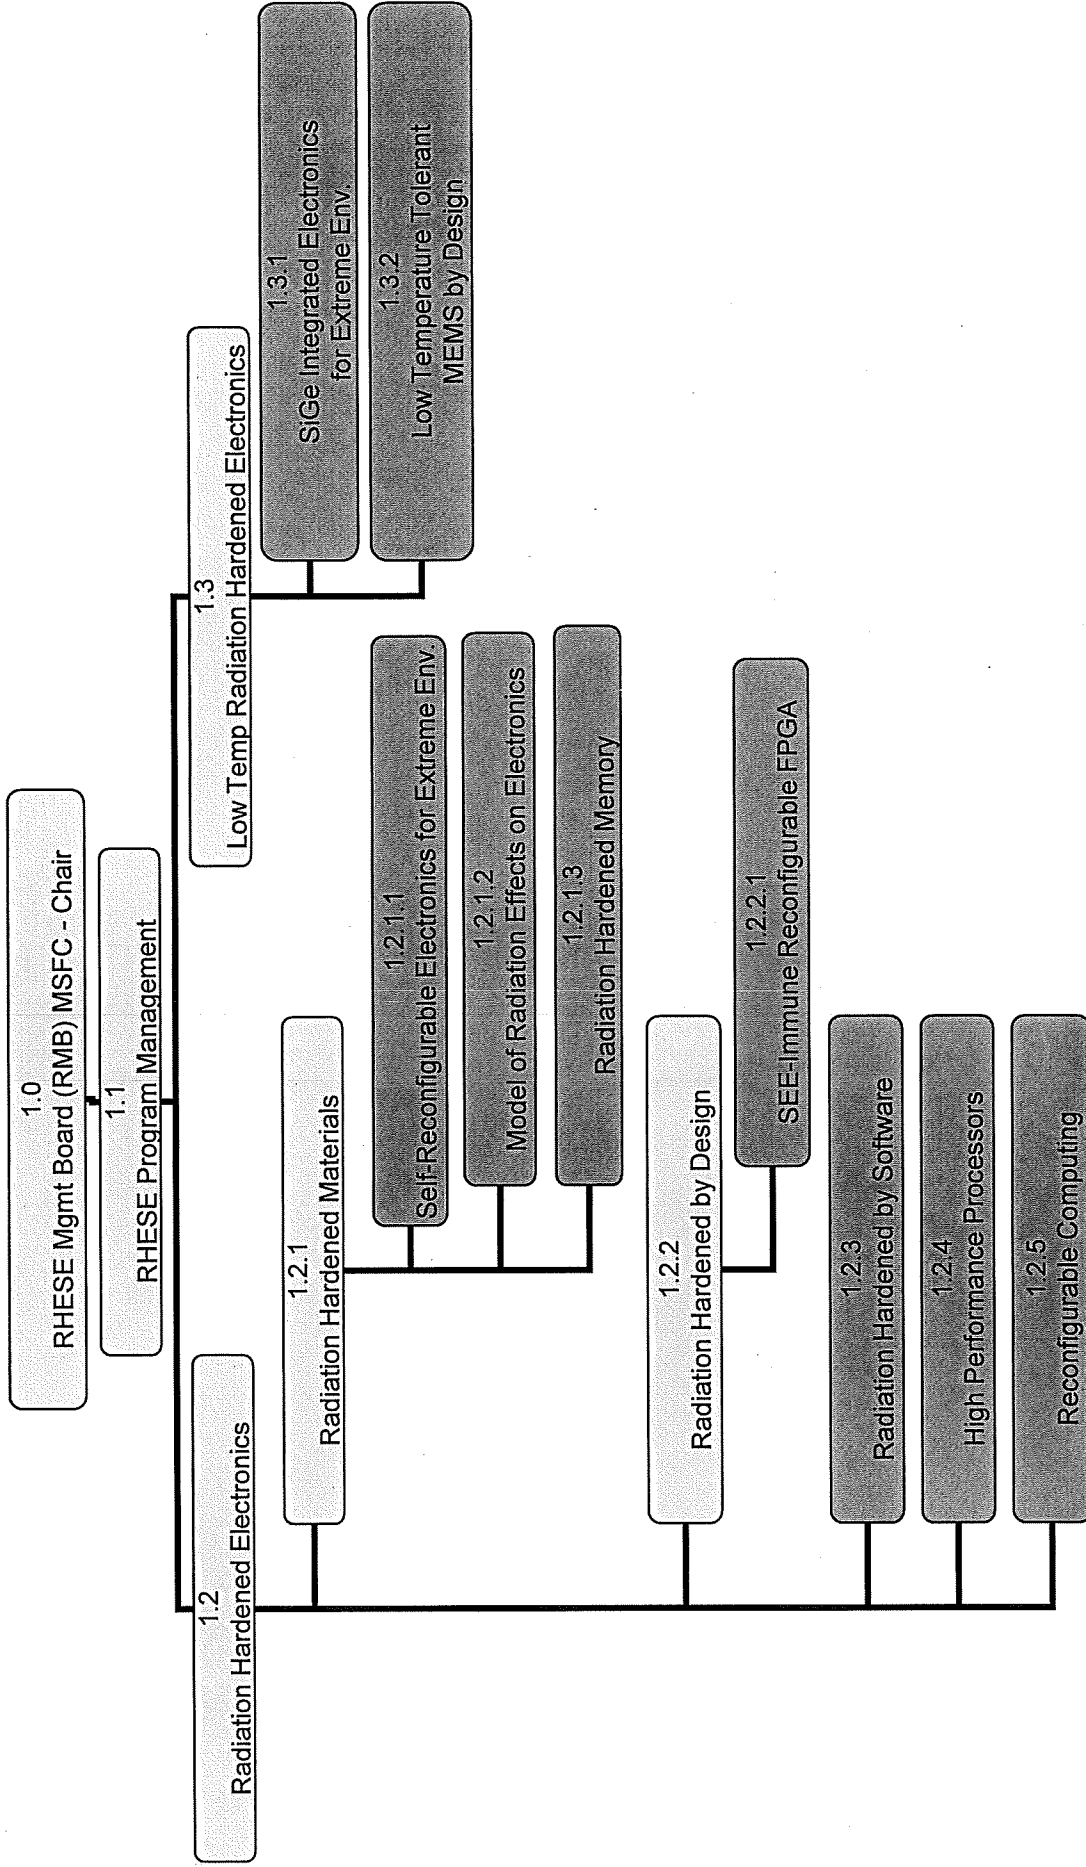 1.0
RHESE Mgmt Board (RMB) MSFC - Chair
1.1
RHESE Program Management
1.2
Radiation Hardened Electronics
1.2.1
Radiation Hardened Materials
1.2.1.1
Self-Reconfigurable Electronics for Extreme Env.
1.2.1.2
Model of Radiation Effects on Electronics
1.2.1.3
Radiation Hardened Memory
1.2.2
Radiation Hardened by Design
1.2.2.1
SEE-Immune Reconfigurable FPGA
1.2.3
Radiation Hardened by Software
1.2.4
High Performance Processors
1.2.5
Reconfigurable Computing
1.3
Low Temp Radiation Hardened Electronics
1.3.1
SiGe Integrated Electronics
for Extreme Env.
1.3.2
Low Temperature Tolerant
MEMS by Design